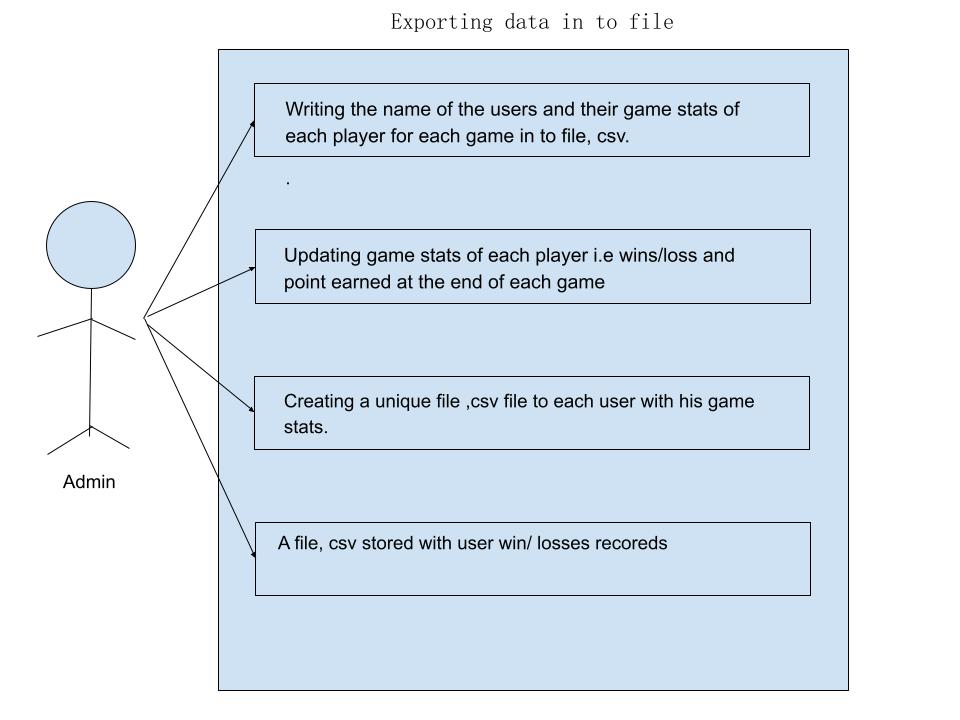 Exporting data in to file
Writing the name of the users and their game stats of
each player for each game in to file, csv.
.
Updating game stats of each player i.e wins/loss and
point earned at the end of each game
Creating a unique file ,csv file to each user with his game
stats.
Admin
A file, csv stored with user win/ losses recoreds